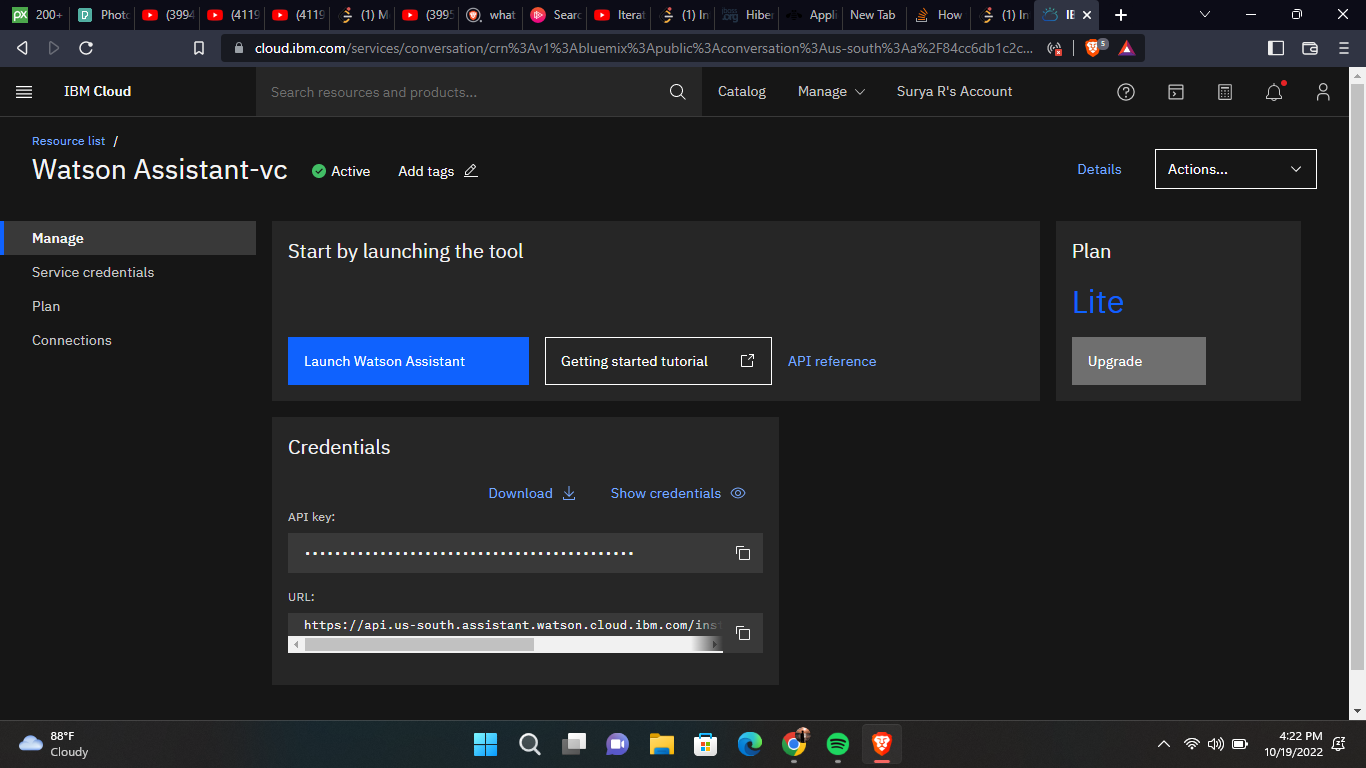 200+
Photo
(3994
(4119
(4119
(1) M
(3995
what
Searc
Iterat
(1) In
Hiber
Appli
New Tab
How
(1) In
IE
cloud.ibm.com/services/conversation/crn%3Av1%3Abluemix%3Apublic%3Aconversation%3Aus-south%3Aa%2F84cc6db1c2c...
5
IBM Cloud
Search resources and products...
Catalog
Manage
Surya R's Account
Resource list /
Watson Assistant-vc
Active
Add tags
Details
Actions...
Manage
Service credentials
Plan
Connections
Start by launching the tool
Launch Watson Assistant
Getting started tutorial
API reference
Plan
Lite
Upgrade
Credentials
Download
Show credentials
API key:
URL:
https://api.us-south.assistant.watson.cloud.ibm.com/inst
88°F
Cloudy
4:22 PM
10/19/2022